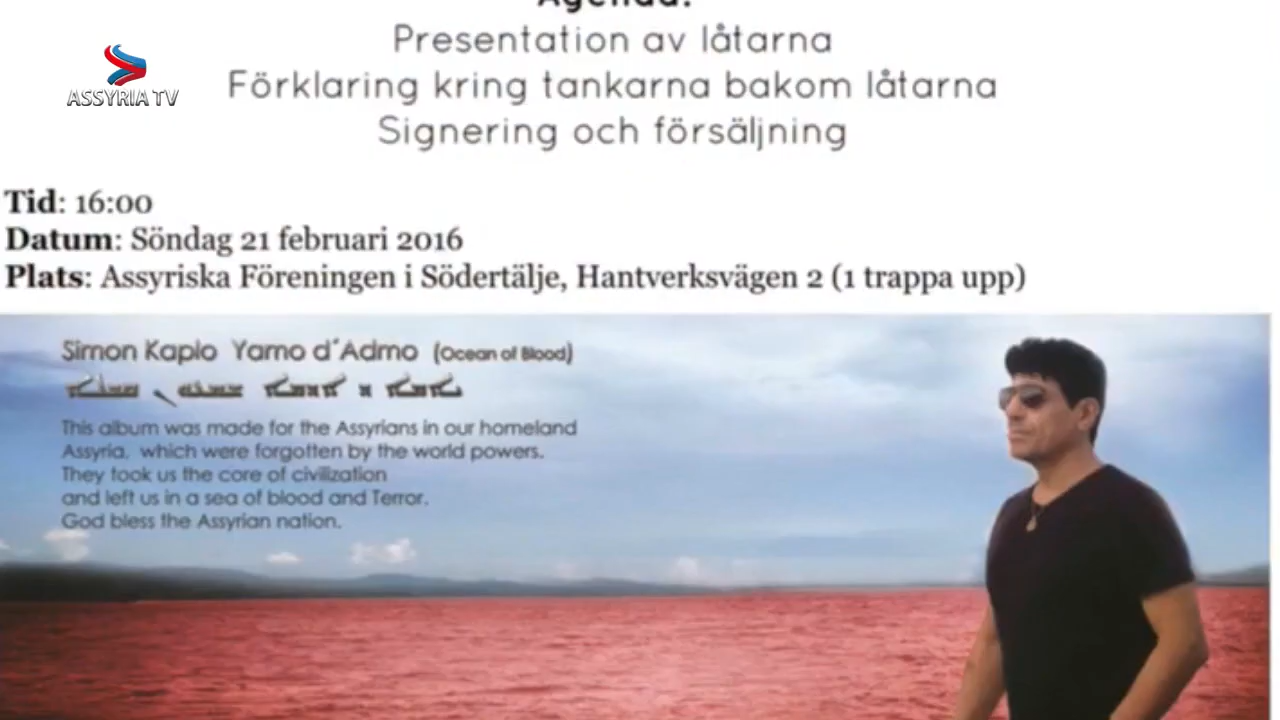 Agenda:
Presentation av låtarna
Förklaring kring tankarna bakom låtarna
Signering och försäljning
ASSYRIA TV
Tid: 16:00
Datum: Söndag 21 februari 2016
Plats: Assyriska Föreningen i Södertälje, Hantverksvägen 2 (1 trappa upp)
Simon Kaplo Yamo d´Admo (Ocean of Blood)
This album was made for the Assyrians in our homeland
Assyria, which were forgotten by the world powers.
They took us the core of civilization
and left us in a sea of blood and Terror.
God bless the Assyrian nation.